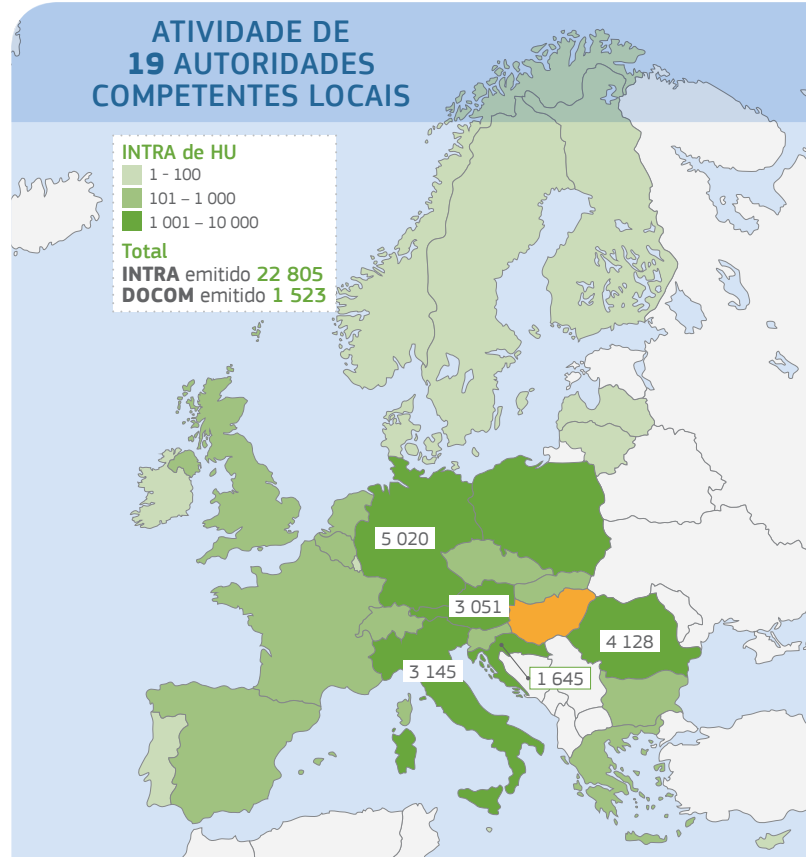 ATIVIDADE DE
19 AUTORIDADES
COMPETENTES LOCAIS
INTRA de HU
1 - 100
101 – 1 000
1 001 – 10 000
Total
INTRA emitido 22 805
DOCOM emitido 1 523
5 020
3 051
4 128
3 145
1 645